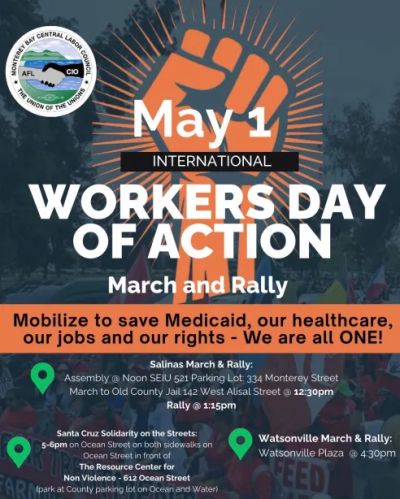 MONTEREY BAY CENTRAL LABOR COUNCIL
AFL CIO
THE UNION OF THE UNIONS
May 1
INTERNATIONAL
WORKERS DAY
OF ACTION
March and Rally
Mobilize to save Medicaid, our healthcare,
our jobs and our rights - We are all ONE!
Salinas March & Rally:
Assembly @ Noon SEIU 521 Parking Lot: 334 Monterey Street
March to Old County Jail 142 West Alisal Street @ 12:30pm
Rally @ 1:15pm
Santa Cruz Solidarity on the Streets:
5-6pm on Ocean Street on both sidewalks on
Ocean Street in front of
The Resource Center for
Non Violence - 612 Ocean Street
(park at County parking lot on Ocean and Water)
Watsonville March & Rally:
Watsonville Plaza @ 4:30pm
FEED